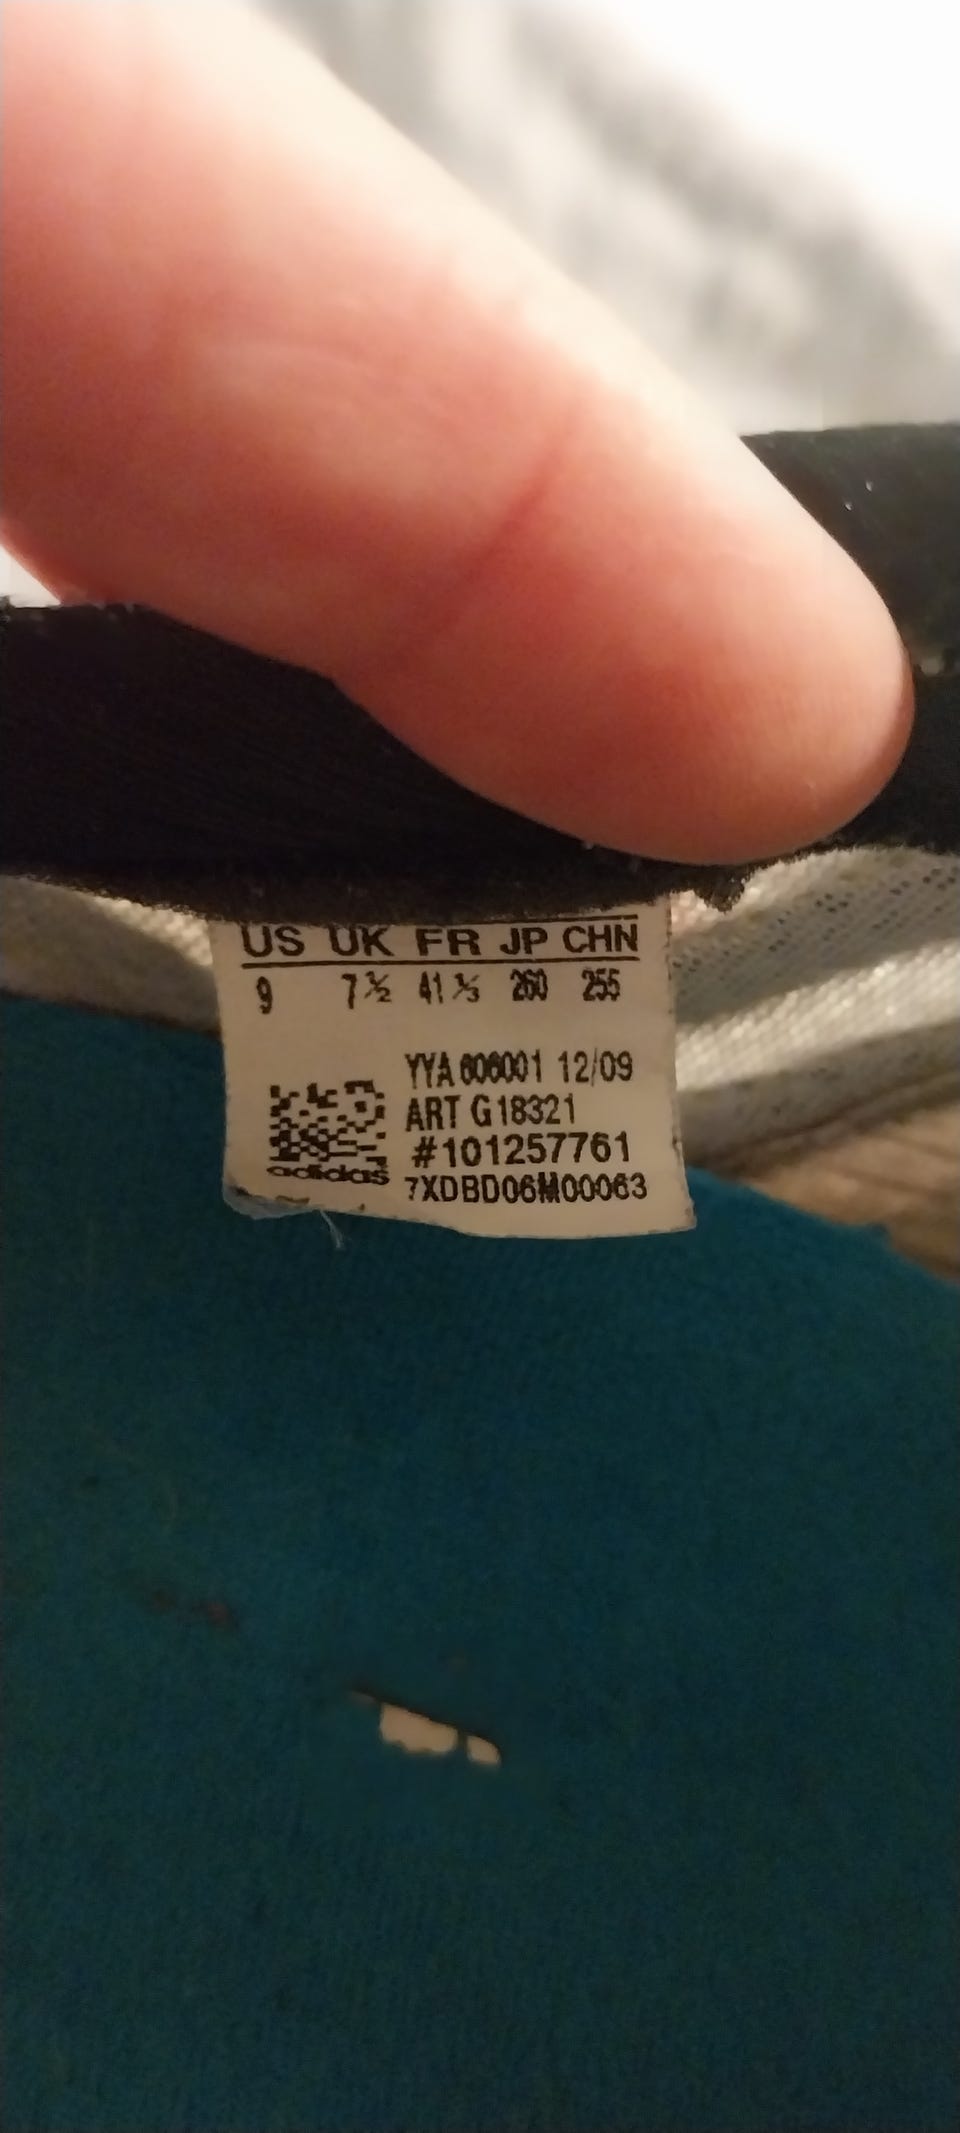 US UK FR JP CHN
9 7½ 41⅓ 260 255
YYA 606001 12/09
ART G18321
#101257761
adidas
7XDBD06M00063